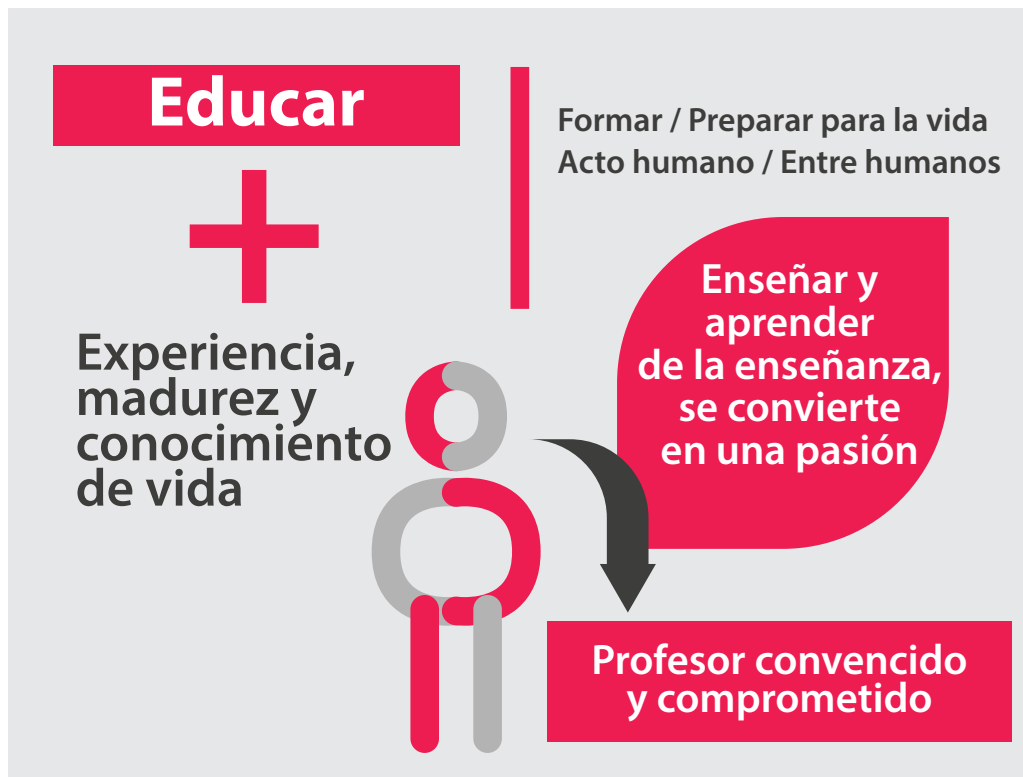 Educar
Formar / Preparar para la vida
Acto humano / Entre humanos
Experiencia,
madurez y
conocimiento
de vida
Enseñar y
aprender
de la enseñanza,
se convierte
en una pasión
Profesor convencido
y comprometido